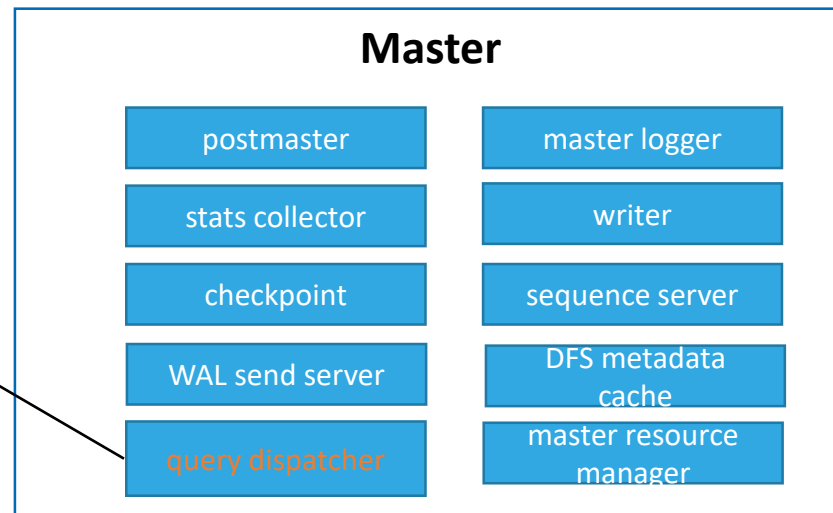 Master
postmaster
master logger
stats collector
writer
checkpoint
sequence server
WAL send server
DFS metadata
cache
query dispatcher
master resource
manager